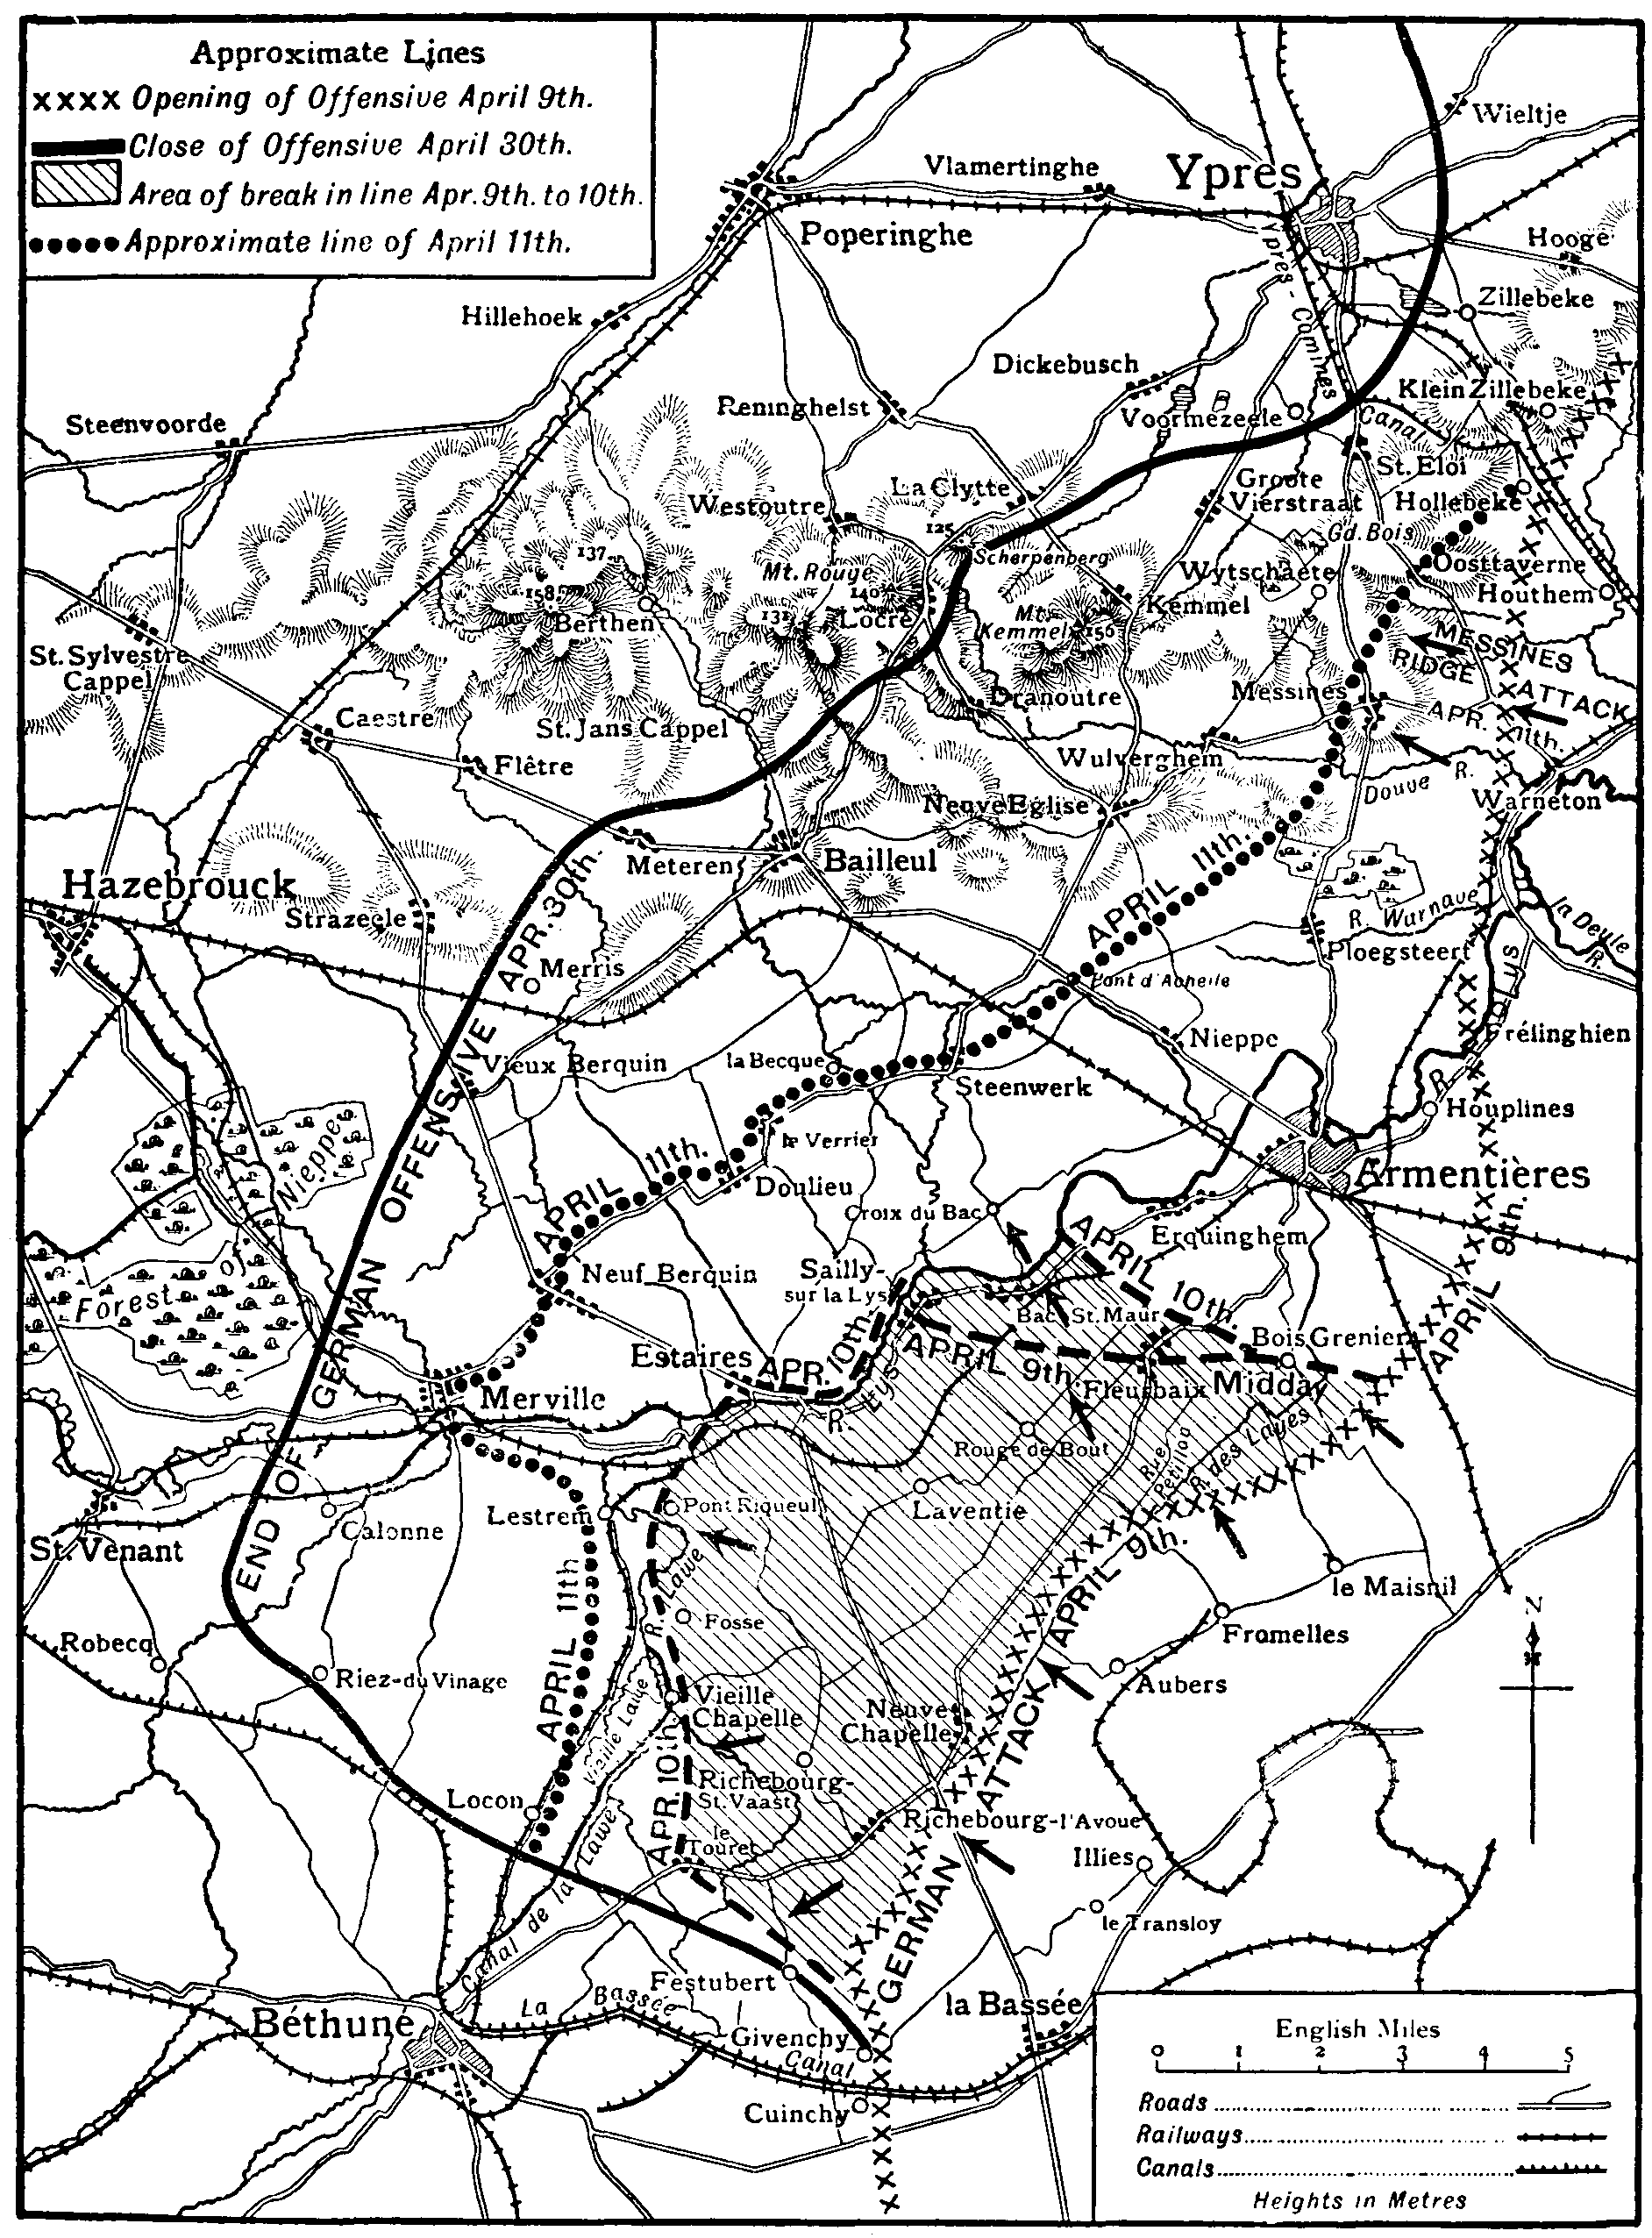 Approximate Lines
xxxx Opening of Offensive April 9th.
Close of Offensive April 30th.
Area of break in line Apr. 9th. to 10th.
Approximate line of April 11th.
Wieltje
Vlamertinghe
Ypres
Poperinghe
Hooge
Ypres-Comines
Canal
Hillehoek
Zillebeke
Dickebusch
Klein Zillebeke
Reninghelst
Voormezeele
Steenvoorde
St. Eloi
La Clytte
Groote
Vierstraat
Hollebeke
Westoutre
125
Scherpenberg
Gd. Bois
137
Mt. Rouge
Oosttaverne
158
140
Wytschaete
Houthem
Berthen
131
Locre
Mt.
Kemmel
156
Kemmel
MESSINES
RIDGE
ATTACK
APR. 11th.
St. Sylvestre
Cappel
Dranoutre
Messines
Caestre
St. Jans Cappel
Wulverghem
R.
Douve
Flêtre
Neuve Eglise
Warneton
Meteren
Bailleul
APRIL 11th.
Hazebrouck
Strazeele
R. Warnave
la Deule
R.
Ploegsteert
Merris
Pont d'Acheile
Nieppe
Frélinghien
R. Lys
Vieux Berquin
la Becque
Steenwerk
Houplines
le Verrier
Nieppe
APRIL 11th.
Doulieu
Armentières
Croix du Bac
Erquinghem
APRIL 9th.
Forest
of
Neuf Berquin
Sailly-
sur la Lys
APRIL 10th.
Bac St. Maur
Bois Grenier
Estaires
APR. 10th.
APRIL 9th.
Midday
Fleurbaix
Merville
R. Lys
Rouge de Bout
Rue
Petillon
R. des Layes
Lestrem
Pont Riqueul
Laventie
Calonne
St. Venant
END OF GERMAN OFFENSIVE APR. 30th.
APRIL 11th
R. Lawe
GERMAN ATTACK APRIL 9th.
le Maisnil
Fosse
Fromelles
Robecq
Riez-du Vinage
Aubers
Vieille
Chapelle
Vieille Lawe
Neuve
Chapelle
APR. 10th.
Richebourg-
St. Vaast
Locon
Richebourg-l'Avoue
le
Touret
Illies
Canal de la Lawe
le Transloy
Festubert
Béthune
La Bassée
Canal
la Bassée
Givenchy
Cuinchy
N
English Miles
0 1 2 3 4 5
Roads
Railways
Canals
Heights in Metres